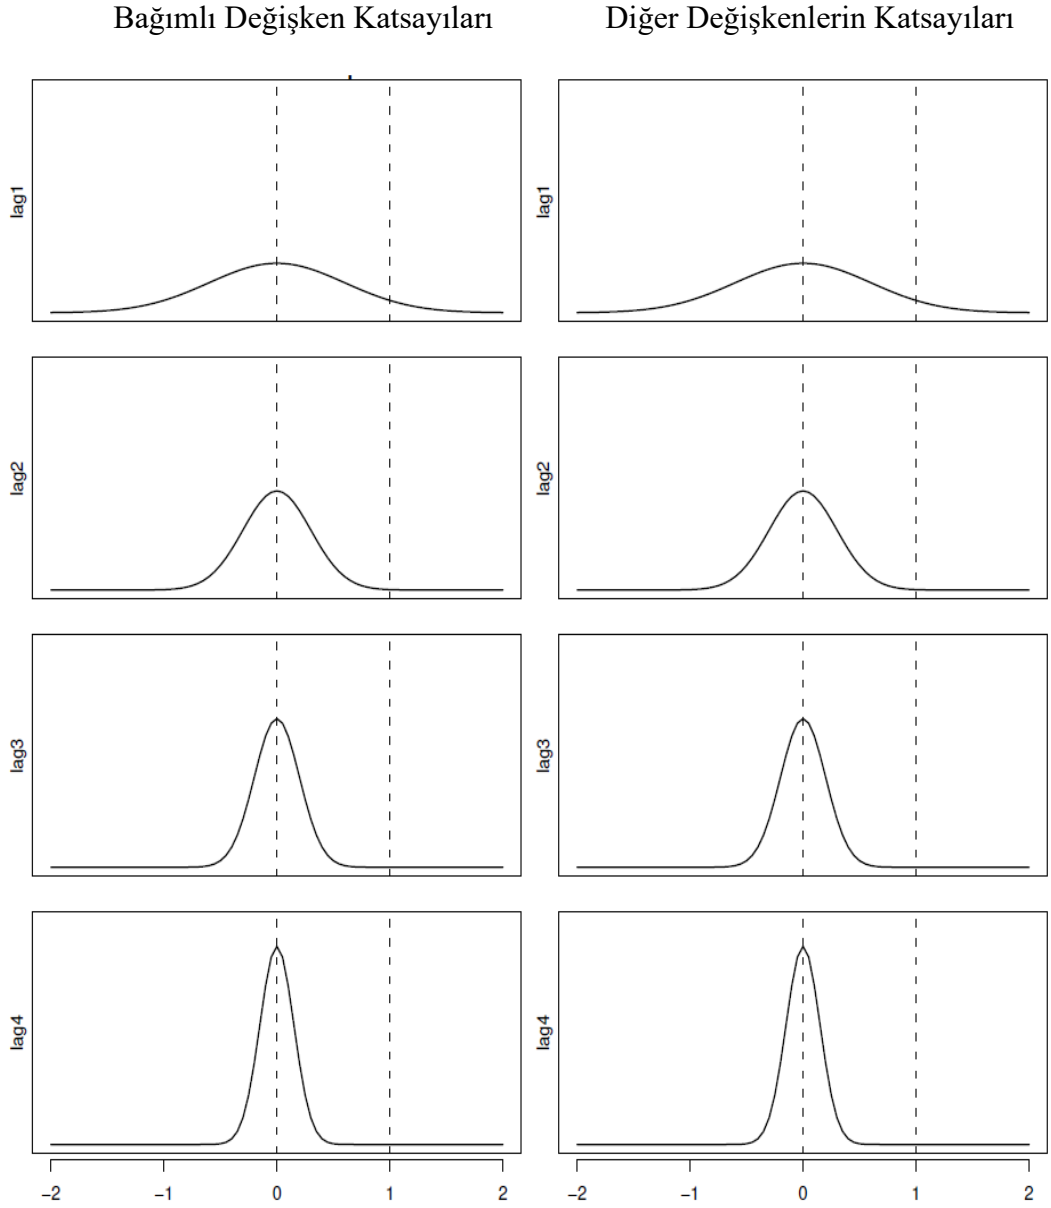 Bağımlı Değişken Katsayıları
Diğer Değişkenlerin Katsayıları
lag1
lag1
lag2
lag2
lag3
lag3
lag4
lag4
−2 −1 0 1 2
−2 −1 0 1 2